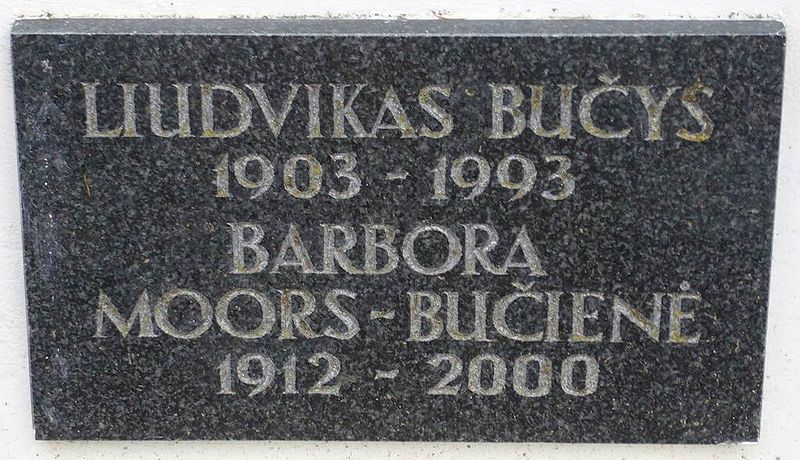 LIUDVIKAS BUČYS
1903 - 1993
BARBORA
MOORS - BUČIENĖ
1912 - 2000